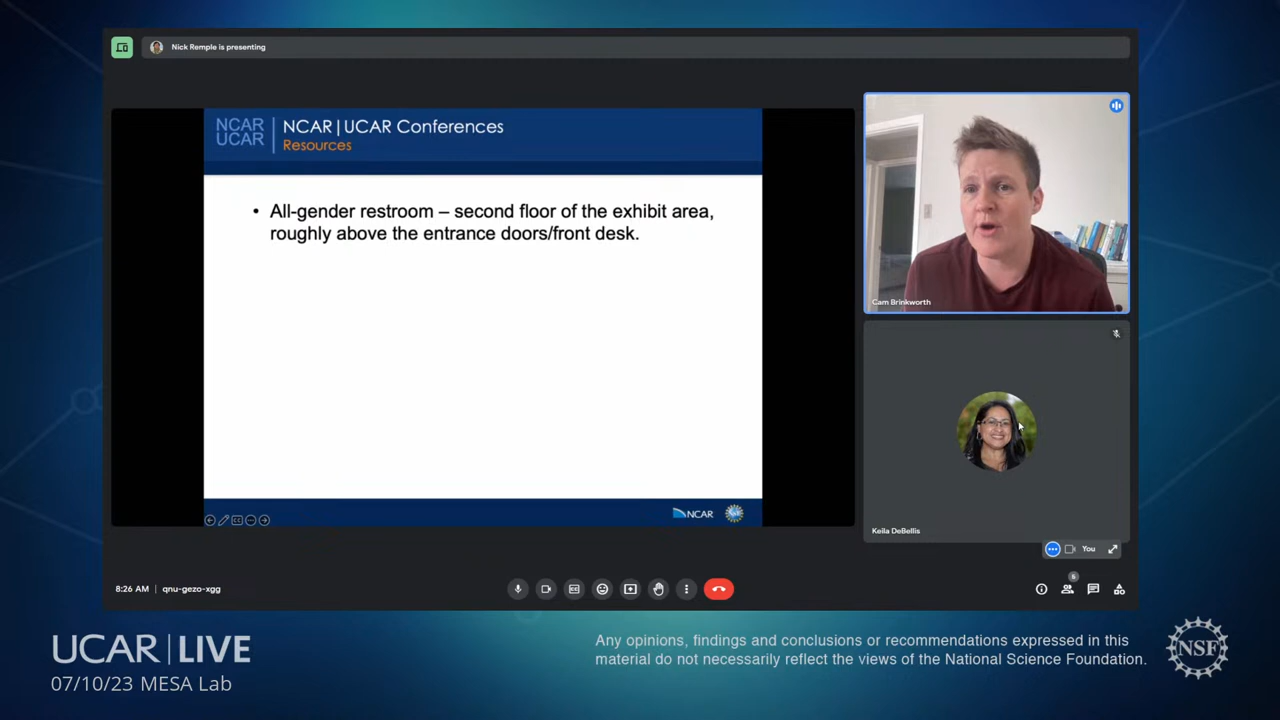 Nick Remple is presenting
NCAR
UCAR
NCAR|UCAR Conferences
Resources
• All-gender restroom – second floor of the exhibit area,
roughly above the entrance doors/front desk.
NCAR
Cam Brinkworth
Keila DeBellis
You
8:26 AM | qnu-gezo-xgg
6
UCAR|LIVE
07/10/23 MESA Lab
Any opinions, findings and conclusions or recommendations expressed in this
material do not necessarily reflect the views of the National Science Foundation.
NSF